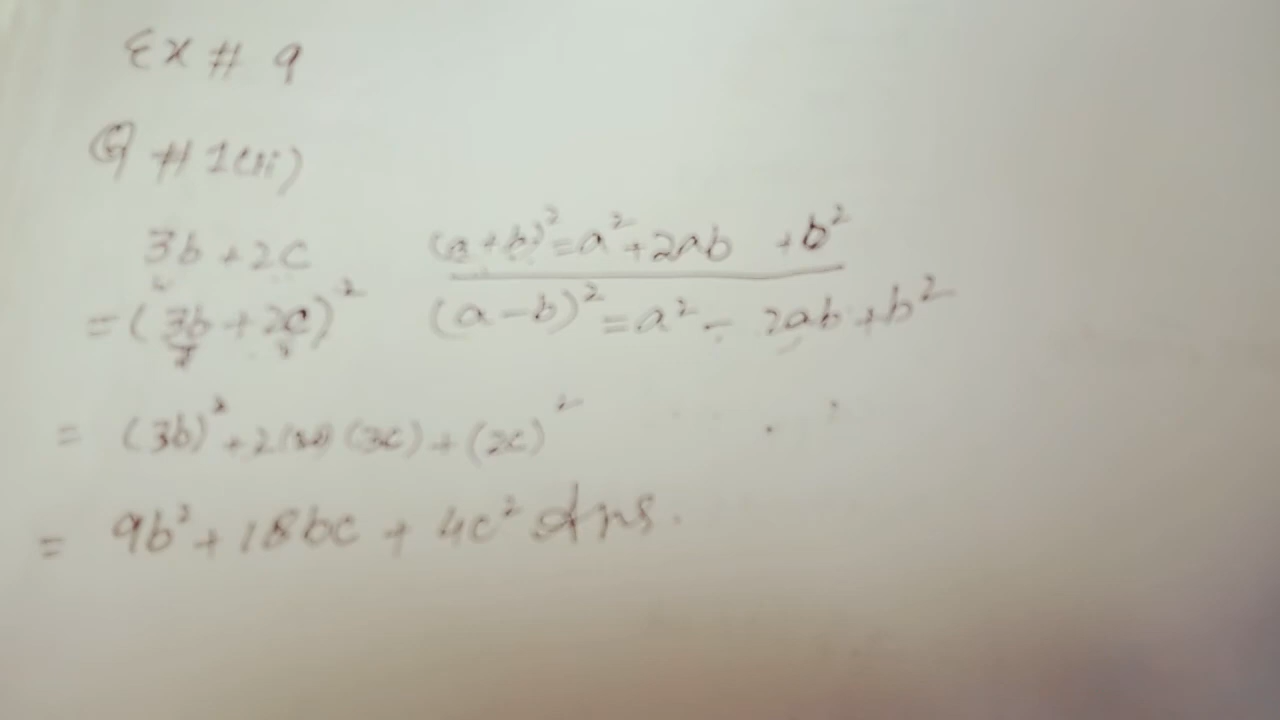 Ex # 9
Q # 1(ii)
3b + 2c (a + b)² = a² + 2ab + b²
= (3b + 2c)² (a - b)² = a² - 2ab + b²
= (3b)² + 2(3b)(3c) + (2c)²
= 9b² + 18bc + 4c² Ans.